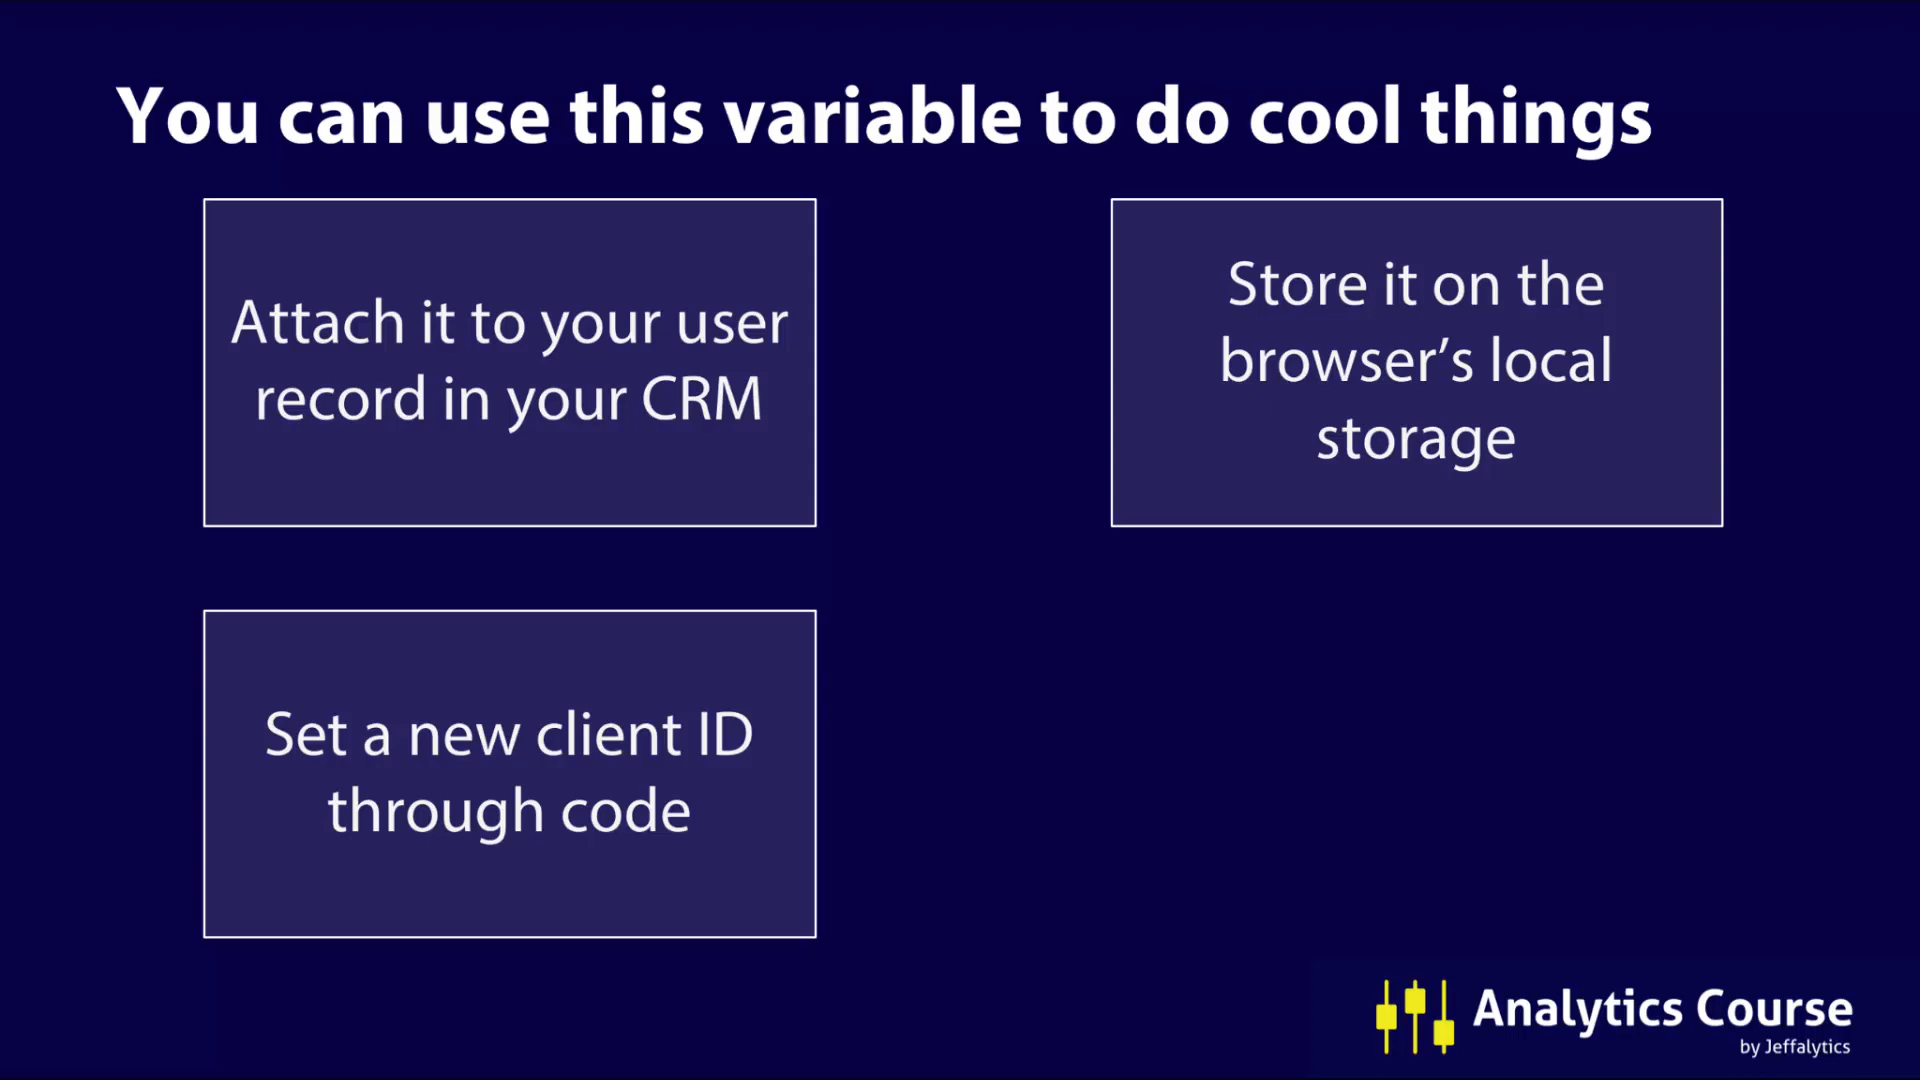 You can use this variable to do cool things
Attach it to your user
record in your CRM
Store it on the
browser’s local
storage
Set a new client ID
through code
Analytics Course
by Jeffalytics